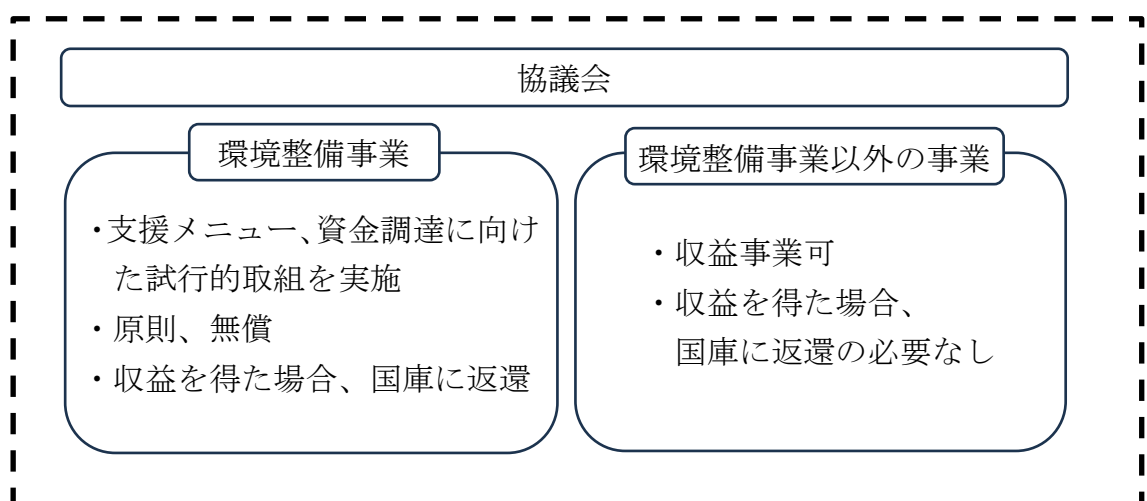 協議会
環境整備事業
・支援メニュー、資金調達に向け
た試行的取組を実施
・原則、無償
・収益を得た場合、国庫に返還
環境整備事業以外の事業
・収益事業可
・収益を得た場合、
国庫に返還の必要なし